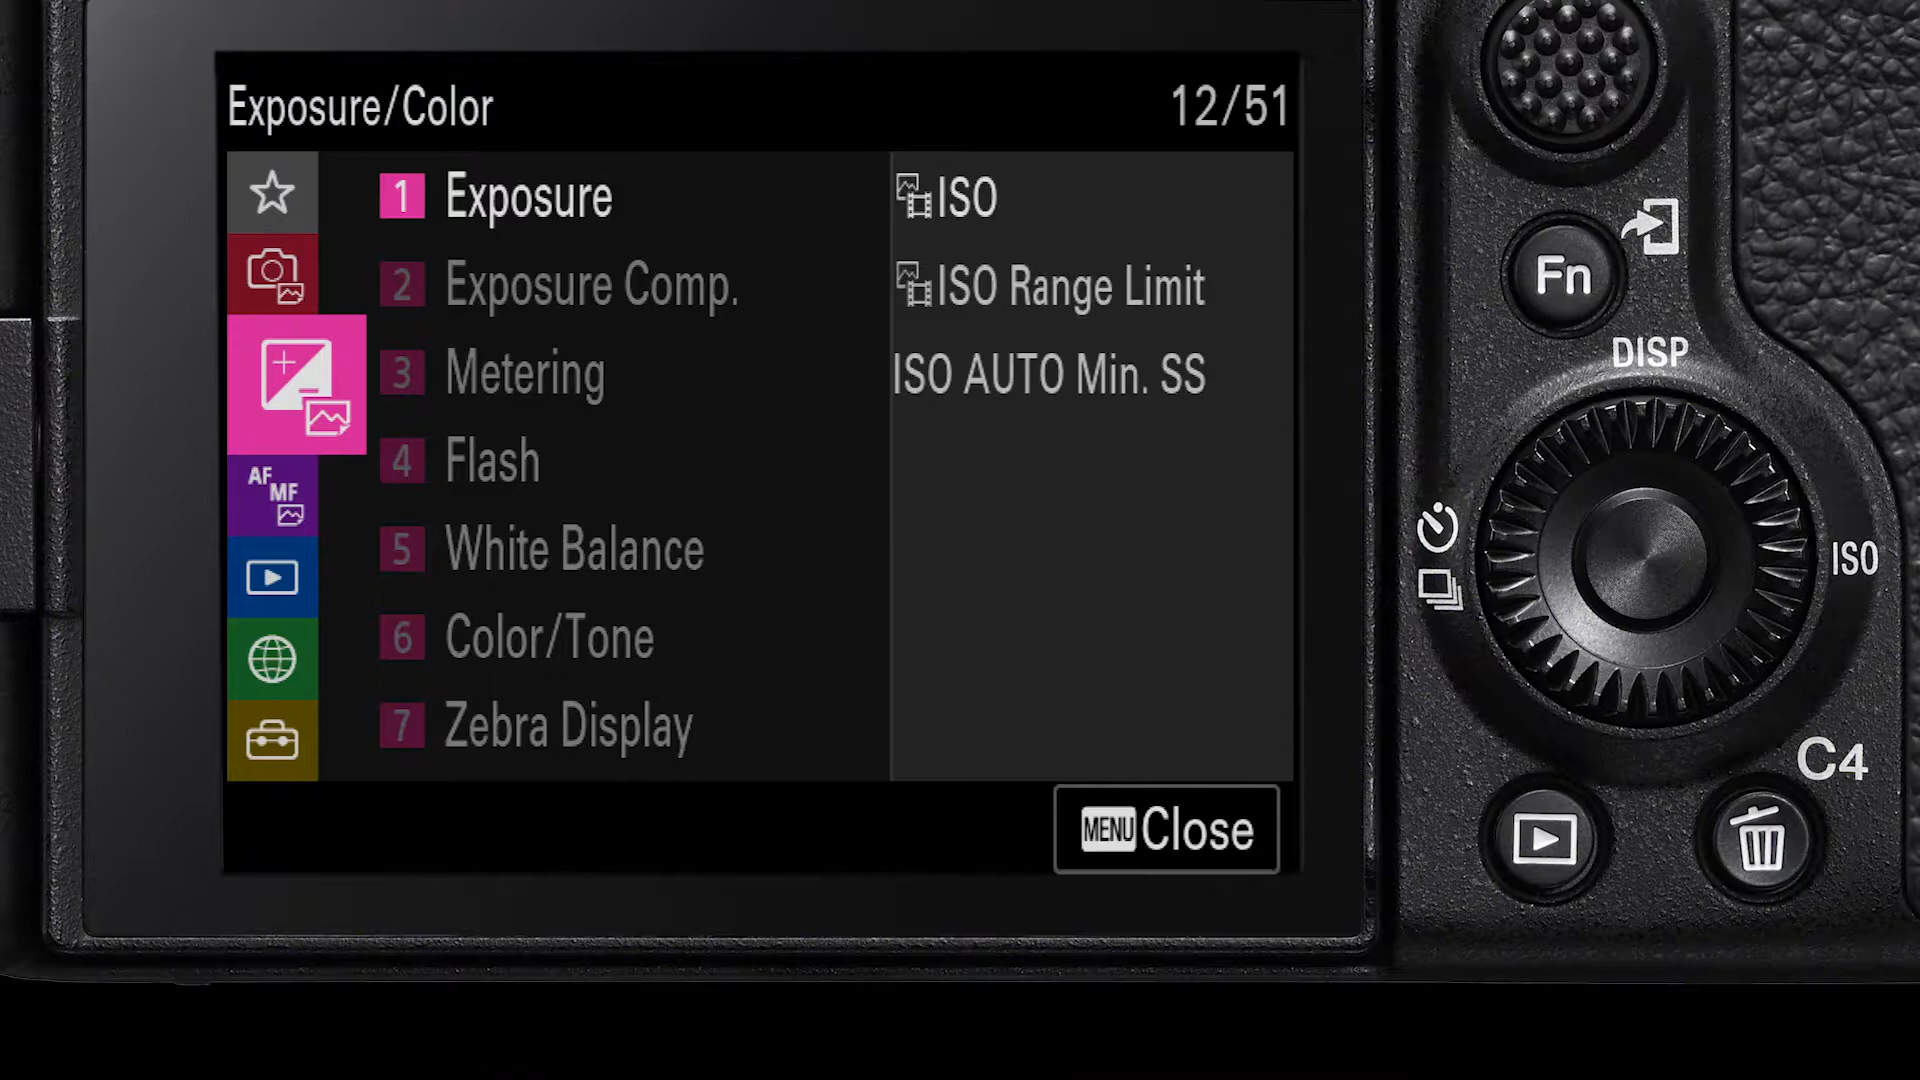 Exposure/Color 12/51
1 Exposure
2 Exposure Comp.
3 Metering
4 Flash
5 White Balance
6 Color/Tone
7 Zebra Display
ISO
ISO Range Limit
ISO AUTO Min. SS
AF
MF
MENU Close
Fn
DISP
ISO
C4